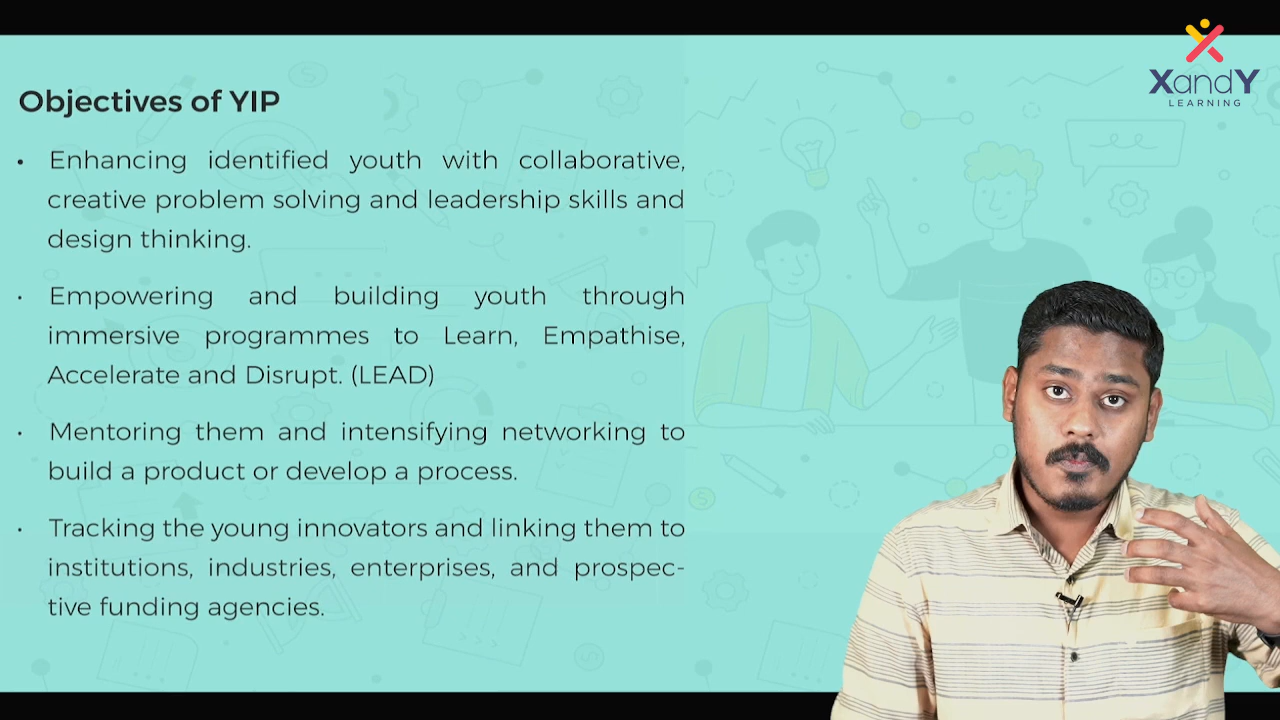 XandY
LEARNING
Objectives of YIP
• Enhancing identified youth with collaborative,
creative problem solving and leadership skills and
design thinking.
• Empowering and building youth through
immersive programmes to Learn, Empathise,
Accelerate and Disrupt. (LEAD)
• Mentoring them and intensifying networking to
build a product or develop a process.
• Tracking the young innovators and linking them to
institutions, industries, enterprises, and prospec-
tive funding agencies.